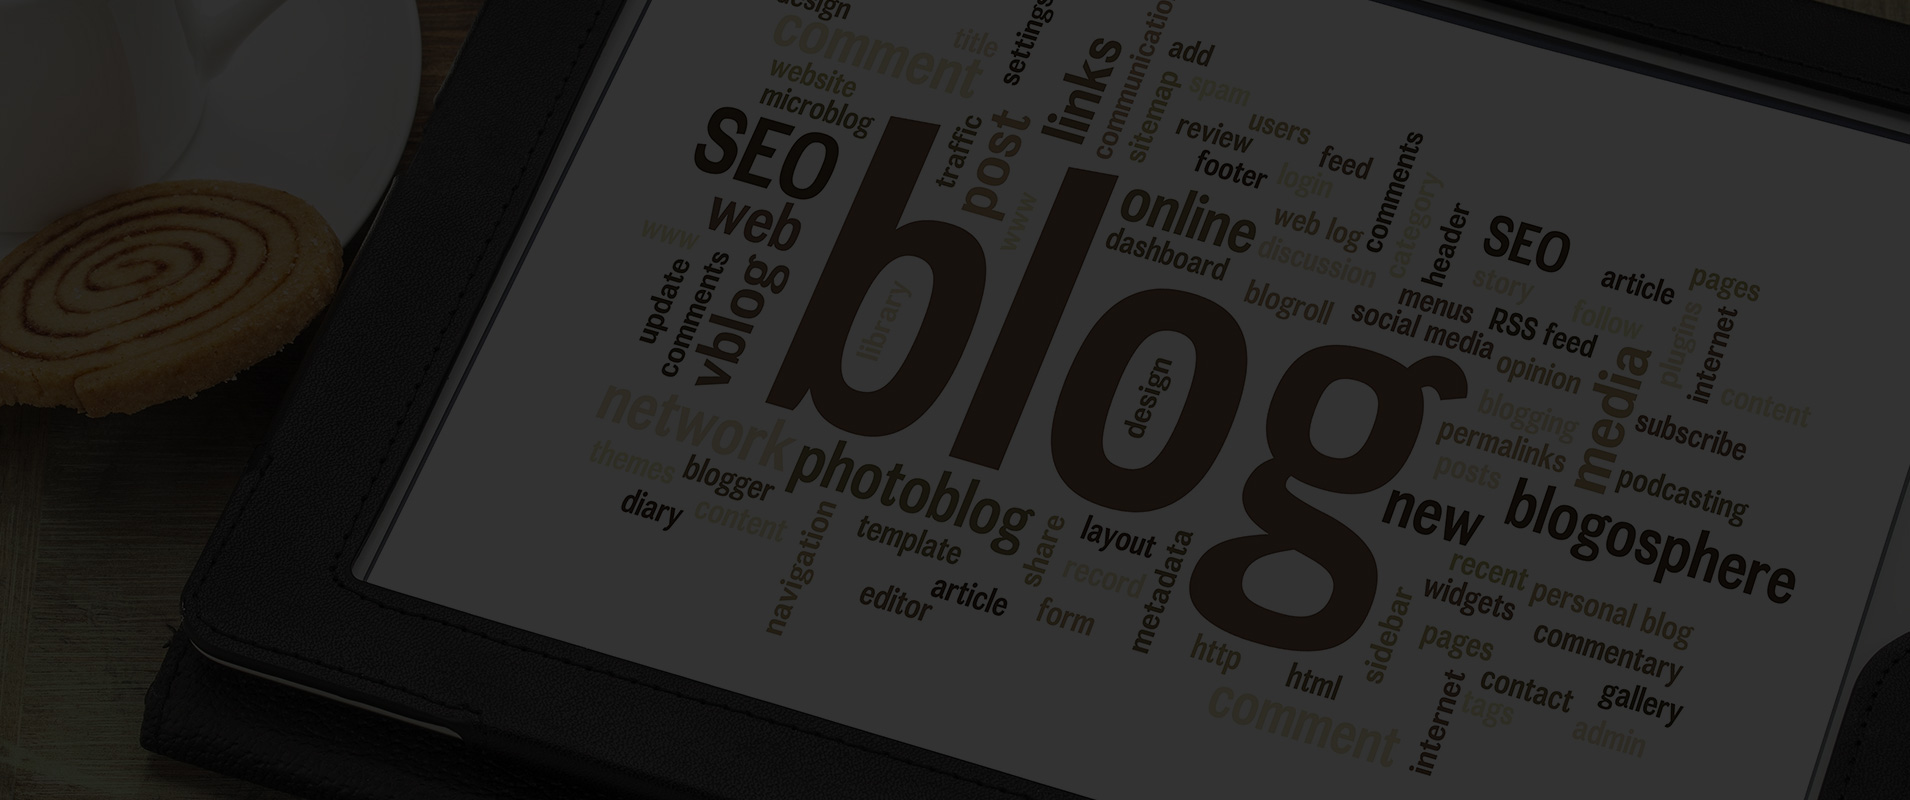 design
comment
title
settings
links
communication
add
website
microblog
spam
sitemap
users
SEO
traffic
post
review
feed
comments
footer
login
category
web
www
www
online
web log
header
SEO
dashboard
discussion
story
article
pages
update
comments
vblog
library
blog
design
blogroll
menus
RSS feed
follow
plugins
internet
social media
opinion
media
content
network
blogging
subscribe
permalinks
themes
blogger
photoblog
posts
podcasting
diary
content
navigation
template
share
layout
new
blogosphere
record
metadata
recent
personal blog
editor
article
form
sidebar
widgets
commentary
http
html
pages
contact
gallery
comment
internet
tags
admin